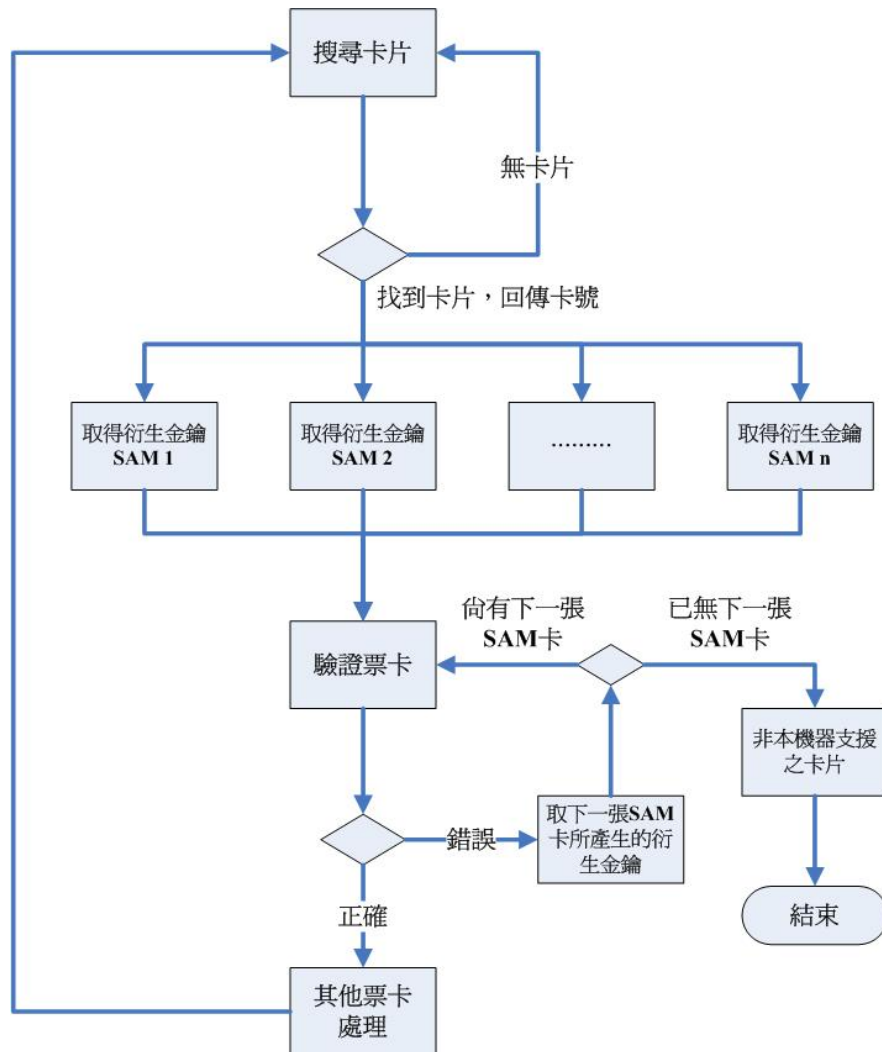 搜尋卡片
無卡片
找到卡片，回傳卡號
取得衍生金鑰
SAM 1
取得衍生金鑰
SAM 2
………
取得衍生金鑰
SAM n
尙有下一張
SAM卡
已無下一張
SAM卡
驗證票卡
非本機器支援
之卡片
錯誤
取下一張SAM
卡所產生的衍
生金鑰
正確
結束
其他票卡
處理